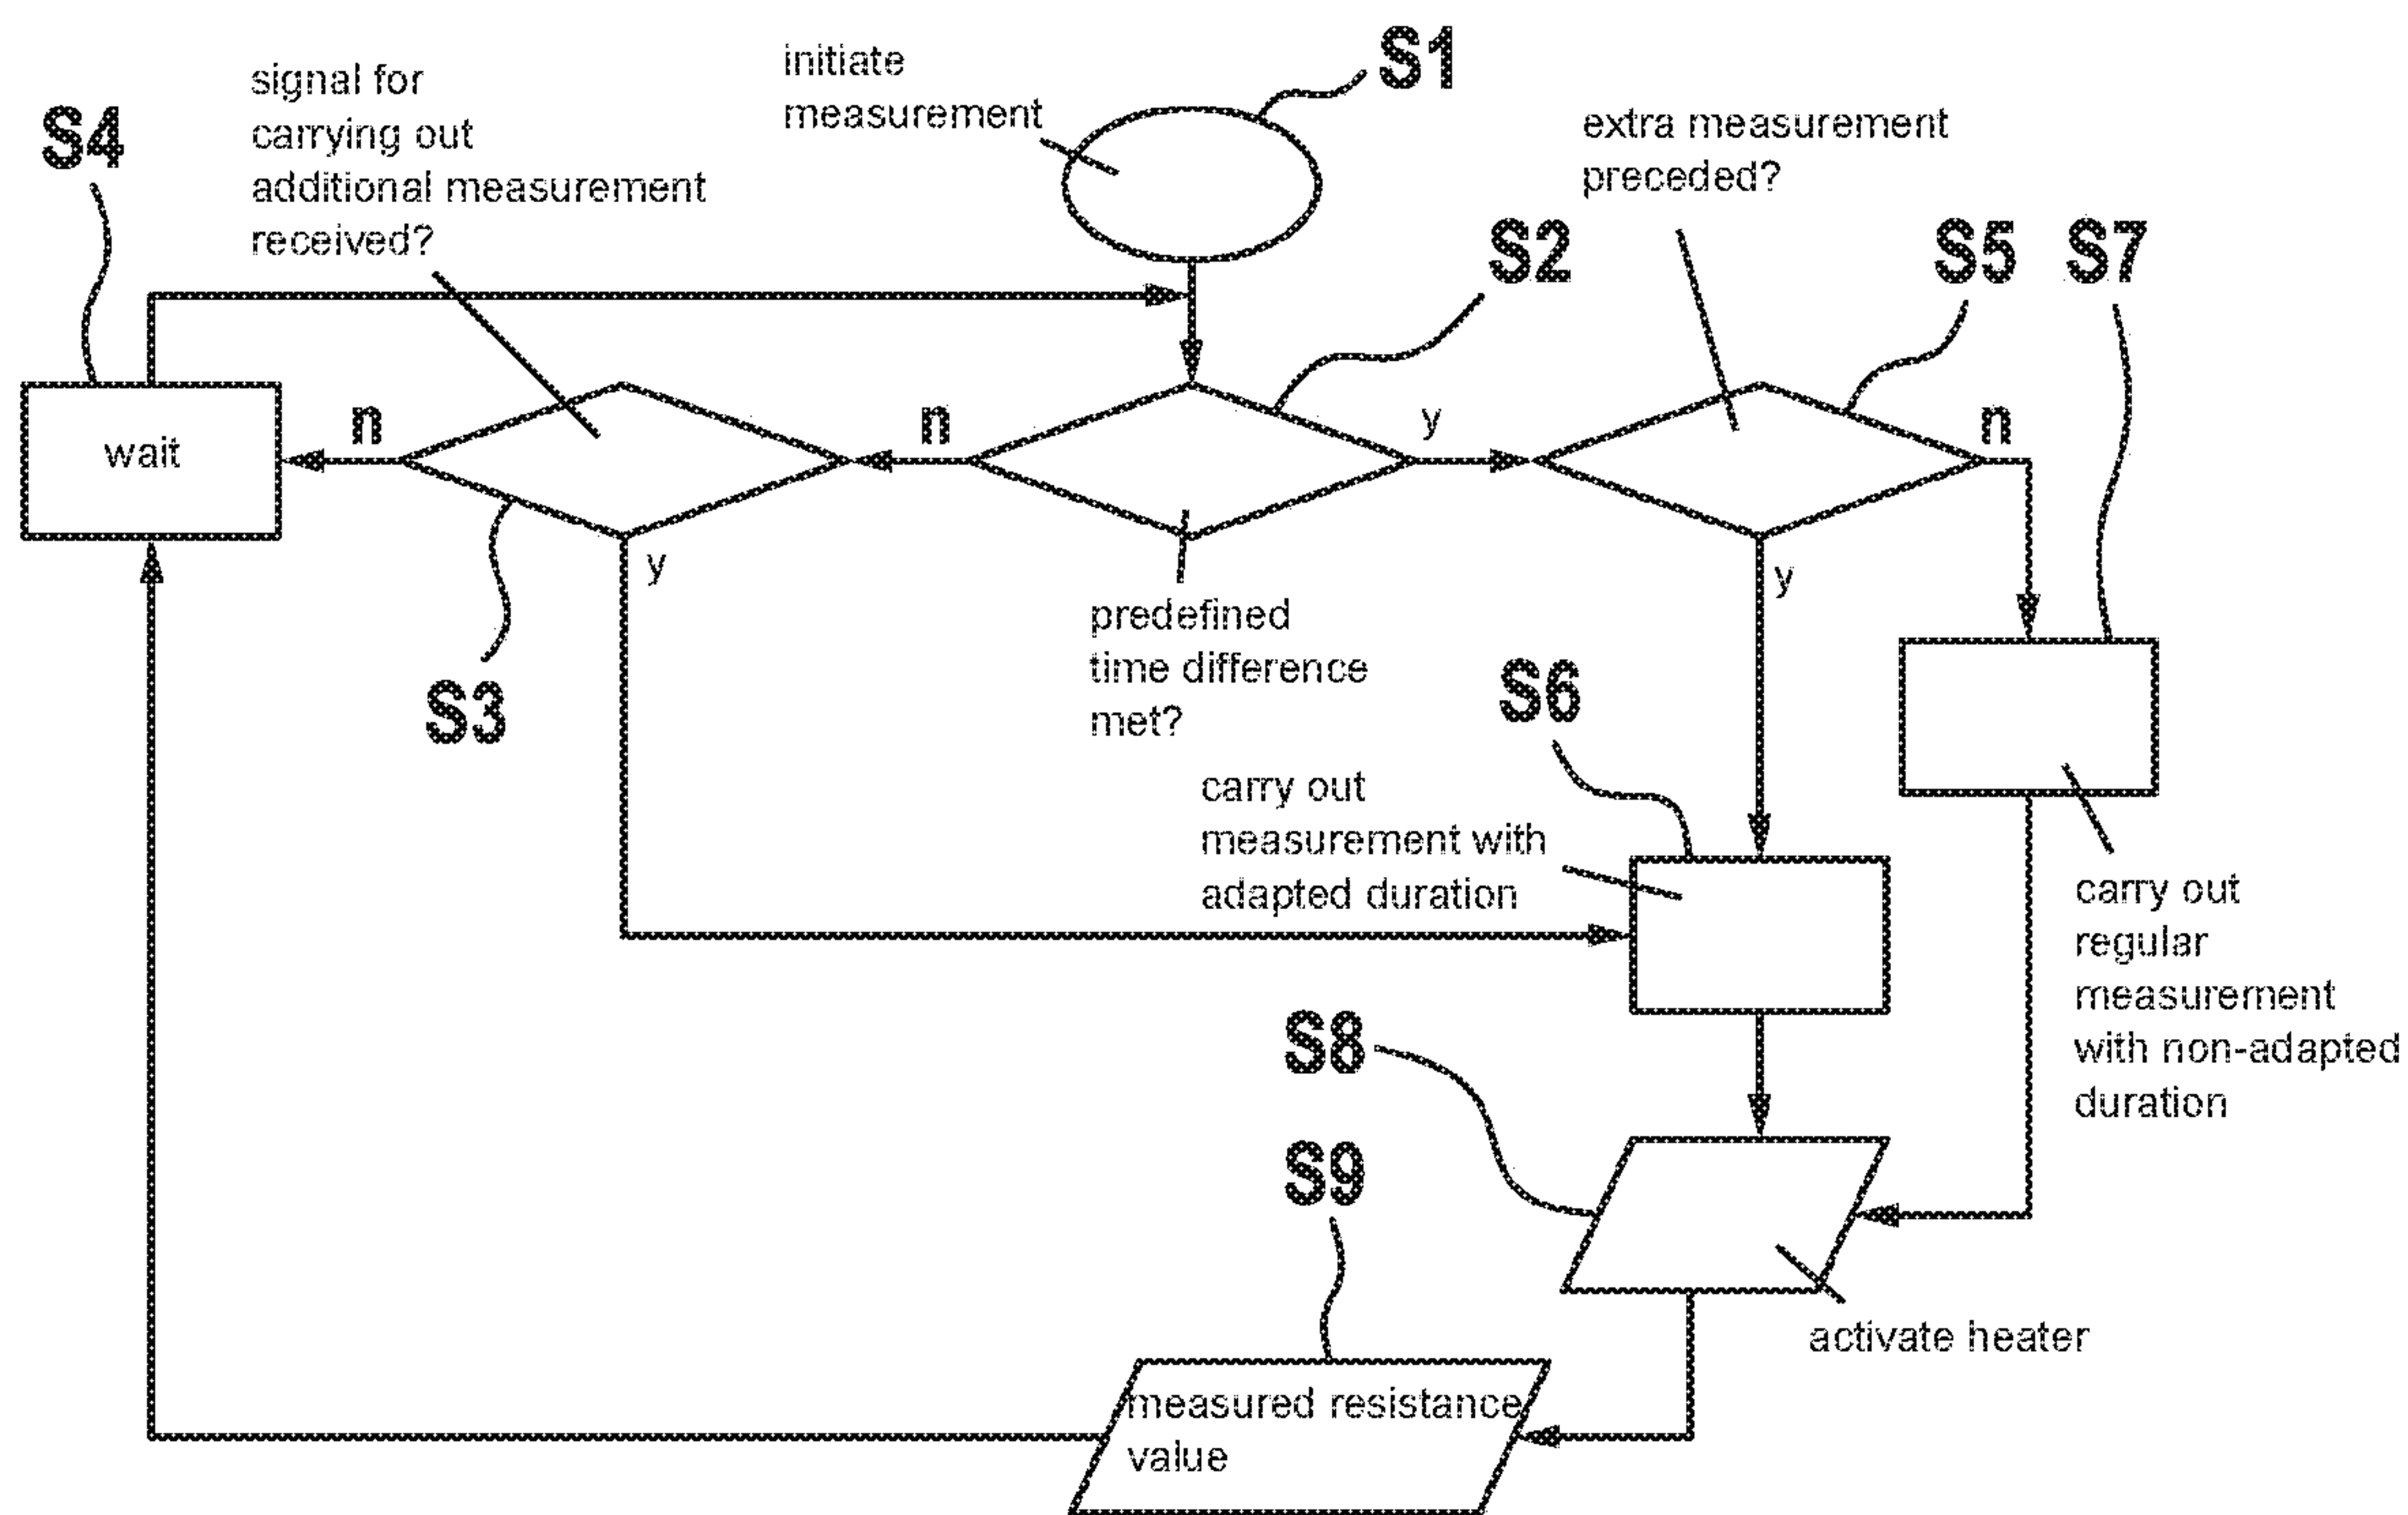 S1
initiate
measurement
signal for
carrying out
additional measurement
received?
S4
extra measurement
preceded?
S2
S5
S7
wait
n
n
y
n
y
y
S3
predefined
time difference
met?
S6
carry out
measurement with
adapted duration
carry out
regular
measurement
with non-adapted
duration
S8
S9
activate heater
measured resistance
value